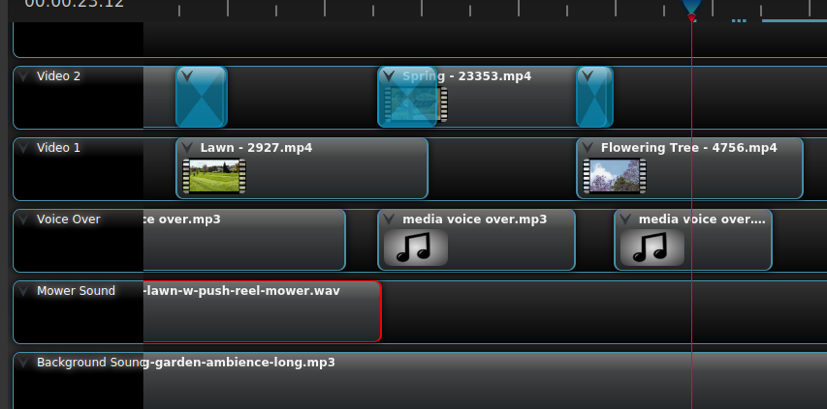 00:00:23:12
Video 2
Spring - 23353.mp4
Video 1
Lawn - 2927.mp4
Flowering Tree - 4756.mp4
Voice Over
ce over.mp3
media voice over.mp3
media voice over....
Mower Sound
-lawn-w-push-reel-mower.wav
Background Soun
g-garden-ambience-long.mp3